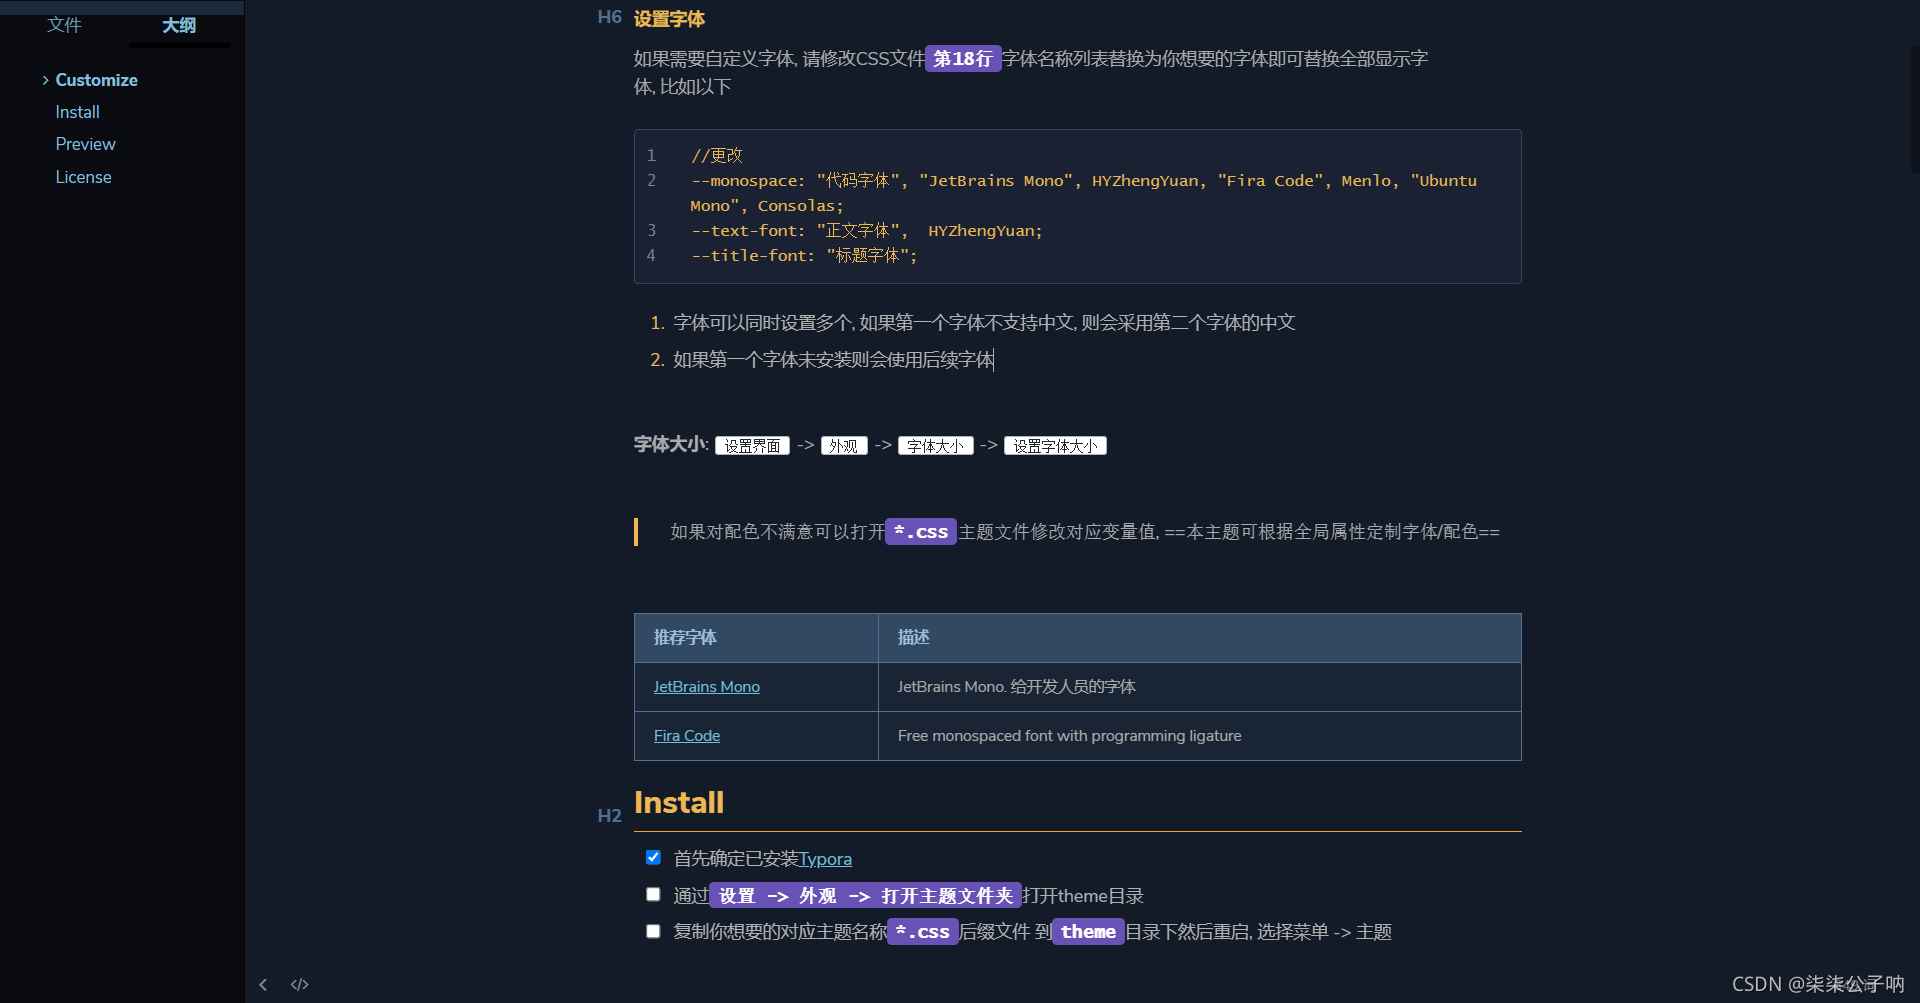 文件 大纲
Customize
Install
Preview
License
H6 设置字体
如果需要自定义字体, 请修改CSS文件 第18行 字体名称列表替换为你想要的字体即可替换全部显示字
体, 比如以下
1 //更改
2 --monospace: "代码字体", "JetBrains Mono", HYZhengYuan, "Fira Code", Menlo, "Ubuntu
Mono", Consolas;
3 --text-font: "正文字体",  HYZhengYuan;
4 --title-font: "标题字体";
1. 字体可以同时设置多个, 如果第一个字体不支持中文, 则会采用第二个字体的中文
2. 如果第一个字体未安装则会使用后续字体
字体大小: 设置界面 -> 外观 -> 字体大小 -> 设置字体大小
如果对配色不满意可以打开 *.css 主题文件修改对应变量值, ==本主题可根据全局属性定制字体/配色==
推荐字体 描述
JetBrains Mono JetBrains Mono. 给开发人员的字体
Fira Code Free monospaced font with programming ligature
H2 Install
首先确定已安装Typora
通过 设置 -> 外观 -> 打开主题文件夹 打开theme目录
复制你想要的对应主题名称 *.css 后缀文件 到 theme 目录下然后重启, 选择菜单 -> 主题
</>
CSDN @柒柒公子呐